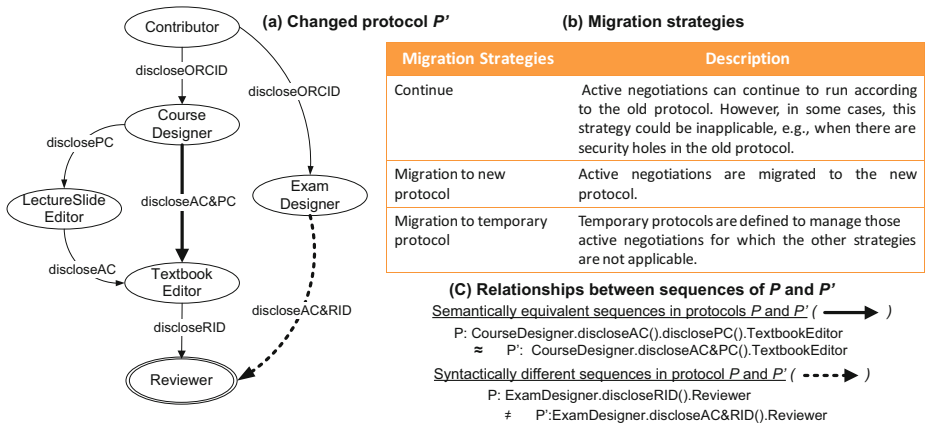 (a) Changed protocol P'
Contributor
discloseORCID
discloseORCID
Course
Designer
disclosePC
LectureSlide
Editor
discloseAC&PC
Exam
Designer
discloseAC
Textbook
Editor
discloseRID
discloseAC&RID
Reviewer
(b) Migration strategies
Migration Strategies Description
Continue Active negotiations can continue to run according
to the old protocol. However, in some cases, this
strategy could be inapplicable, e.g., when there are
security holes in the old protocol.
Migration to new Active negotiations are migrated to the new
protocol protocol.
Migration to temporary Temporary protocols are defined to manage those
protocol active negotiations for which the other strategies
are not applicable.
(C) Relationships between sequences of P and P'
Semantically equivalent sequences in protocols P and P' ( )
P: CourseDesigner.discloseAC().disclosePC().TextbookEditor
≈ P': CourseDesigner.discloseAC&PC().TextbookEditor
Syntactically different sequences in protocol P and P' ( )
P: ExamDesigner.discloseRID().Reviewer
≠ P':ExamDesigner.discloseAC&RID().Reviewer